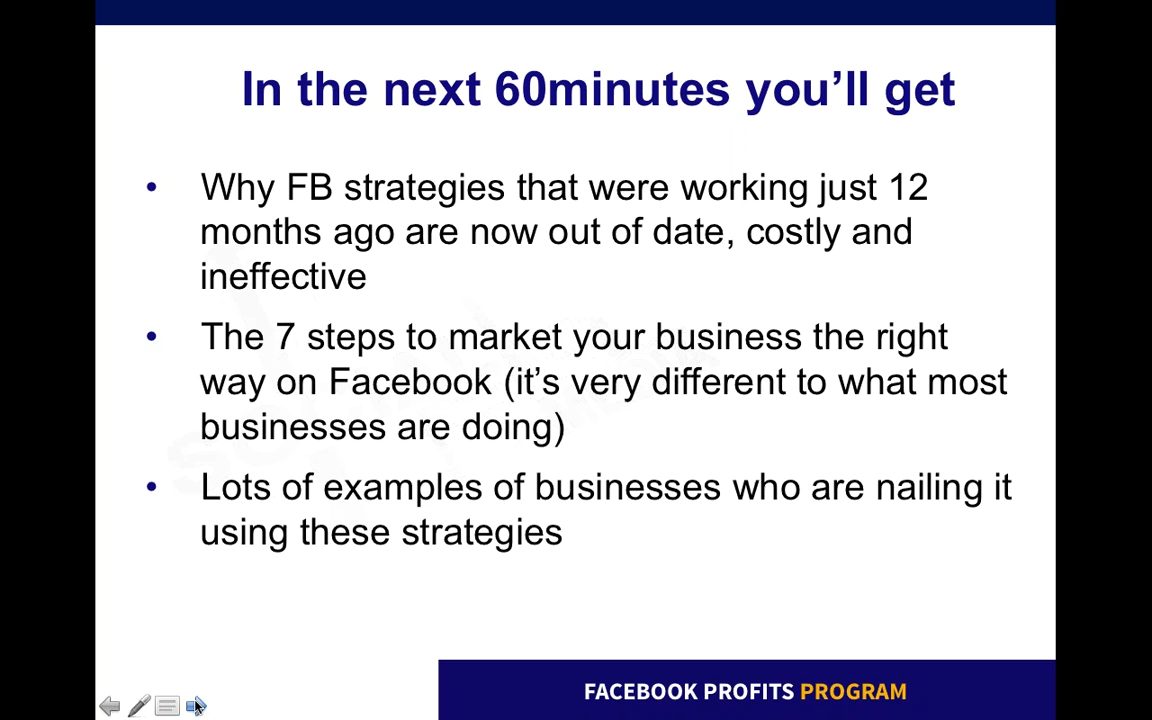 In the next 60minutes you’ll get
• Why FB strategies that were working just 12
months ago are now out of date, costly and
ineffective
• The 7 steps to market your business the right
way on Facebook (it’s very different to what most
businesses are doing)
• Lots of examples of businesses who are nailing it
using these strategies
FACEBOOK PROFITS PROGRAM